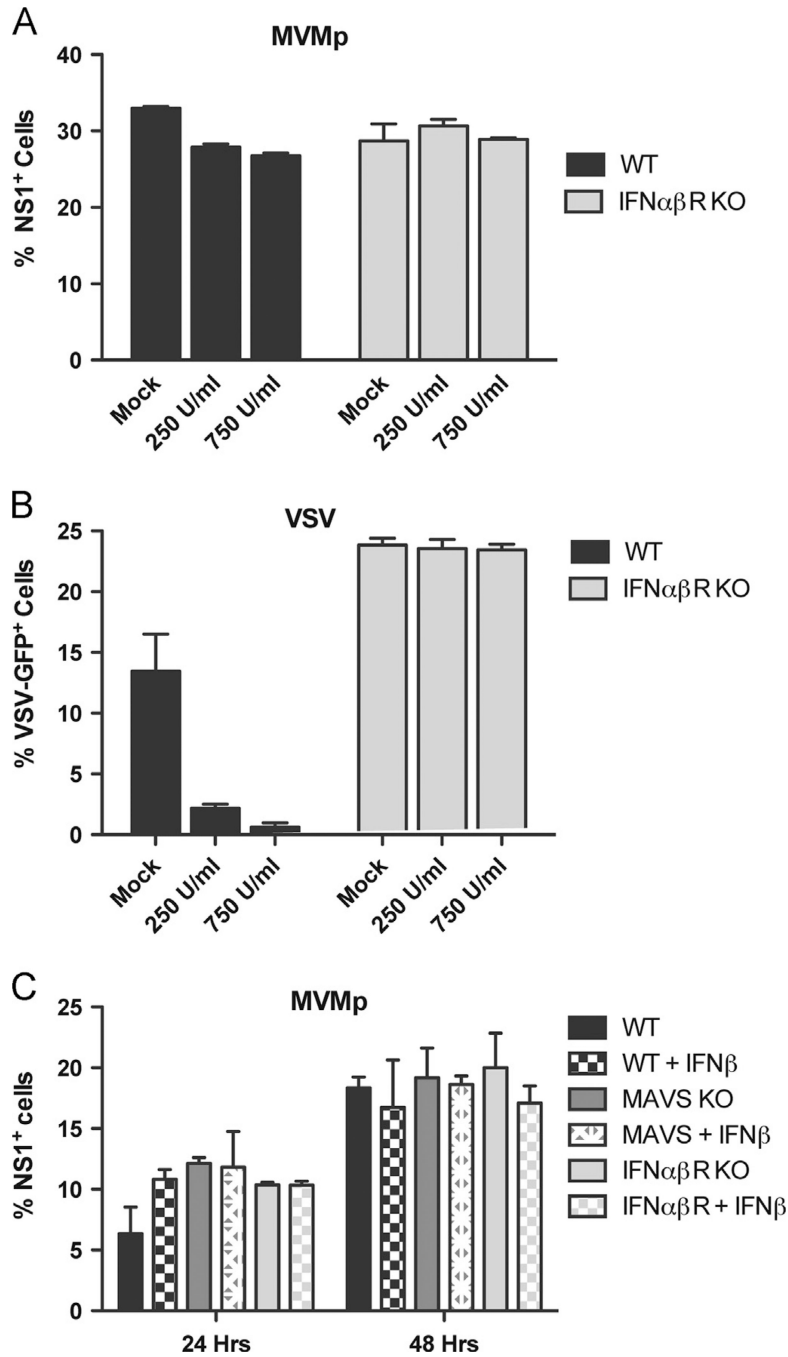 A
MVMp
% NS1⁺ Cells
40
30
20
10
0
Mock
250 U/ml
750 U/ml
Mock
250 U/ml
750 U/ml
WT
IFNαβR KO
B
VSV
% VSV-GFP⁺ Cells
25
20
15
10
5
0
Mock
250 U/ml
750 U/ml
Mock
250 U/ml
750 U/ml
WT
IFNαβR KO
C
MVMp
% NS1⁺ cells
25
20
15
10
5
0
24 Hrs
48 Hrs
WT
WT + IFNβ
MAVS KO
MAVS + IFNβ
IFNαβR KO
IFNαβR + IFNβ